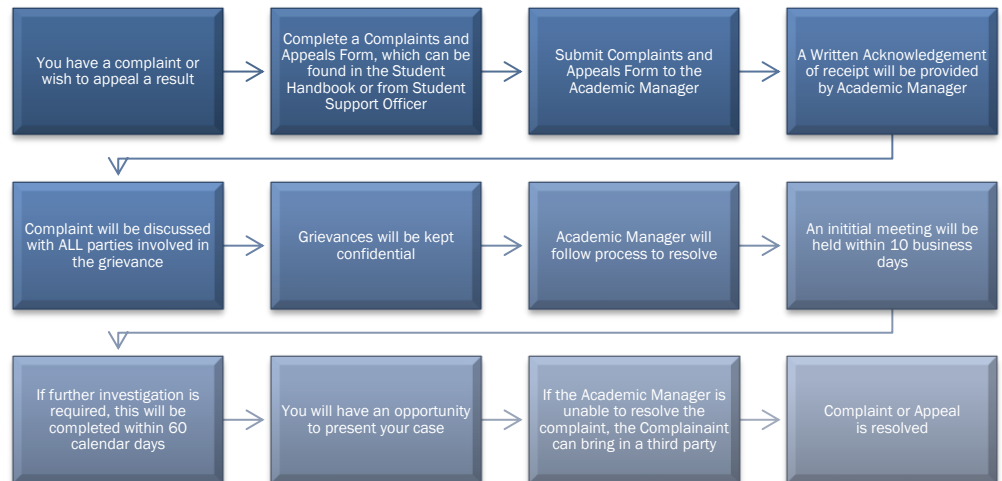 You have a complaint or
wish to appeal a result
Complete a Complaints and
Appeals Form, which can be
found in the Student
Handbook or from Student
Support Officer
Submit Complaints and
Appeals Form to the
Academic Manager
A Written Acknowledgement
of receipt will be provided
by Academic Manager
Complaint will be discussed
with ALL parties involved in
the grievance
Grievances will be kept
confidential
Academic Manager will
follow process to resolve
An inititial meeting will be
held within 10 business
days
If further investigation is
required, this will be
completed within 60
calendar days
You will have an opportunity
to present your case
If the Academic Manager is
unable to resolve the
complaint, the Complainaint
can bring in a third party
Complaint or Appeal
is resolved